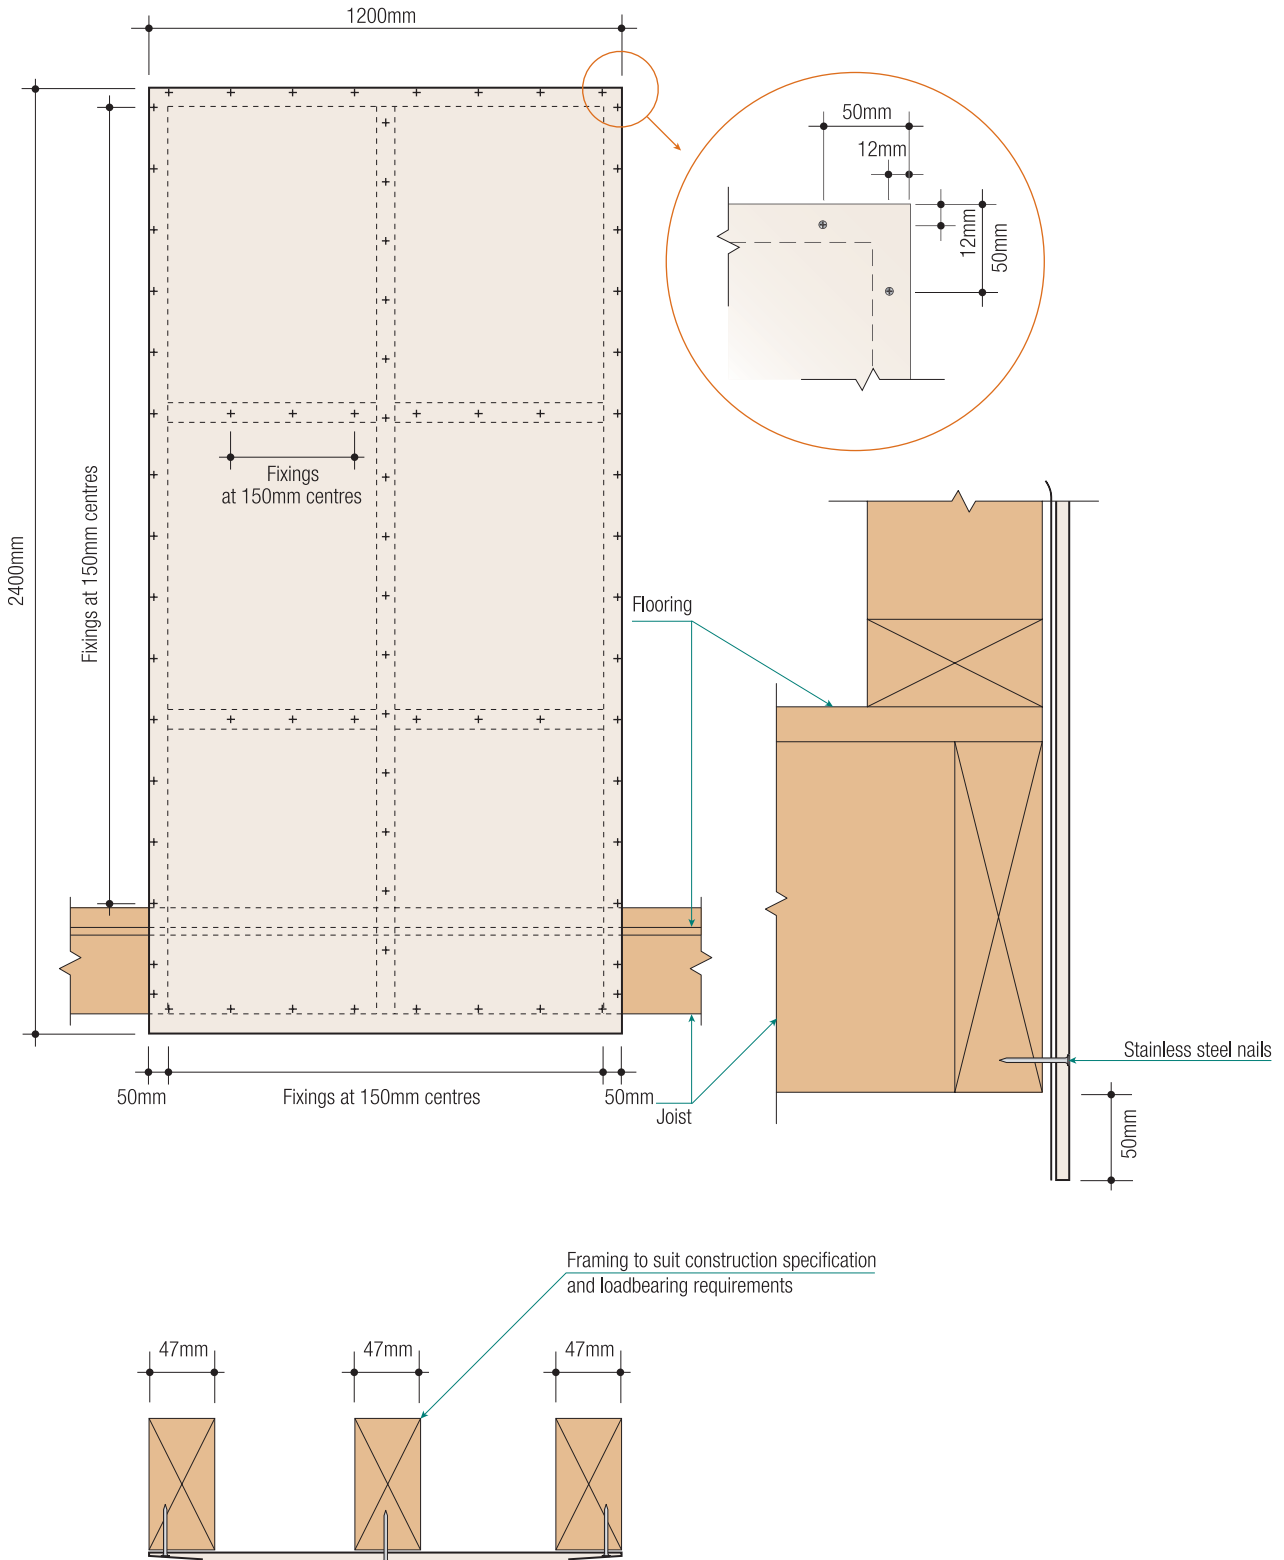 1200mm
50mm
12mm
12mm
50mm
Fixings
at 150mm centres
Fixings at 150mm centres
2400mm
Flooring
Stainless steel nails
50mm
Fixings at 150mm centres
50mm
Joist
50mm
Framing to suit construction specification
and loadbearing requirements
47mm
47mm
47mm